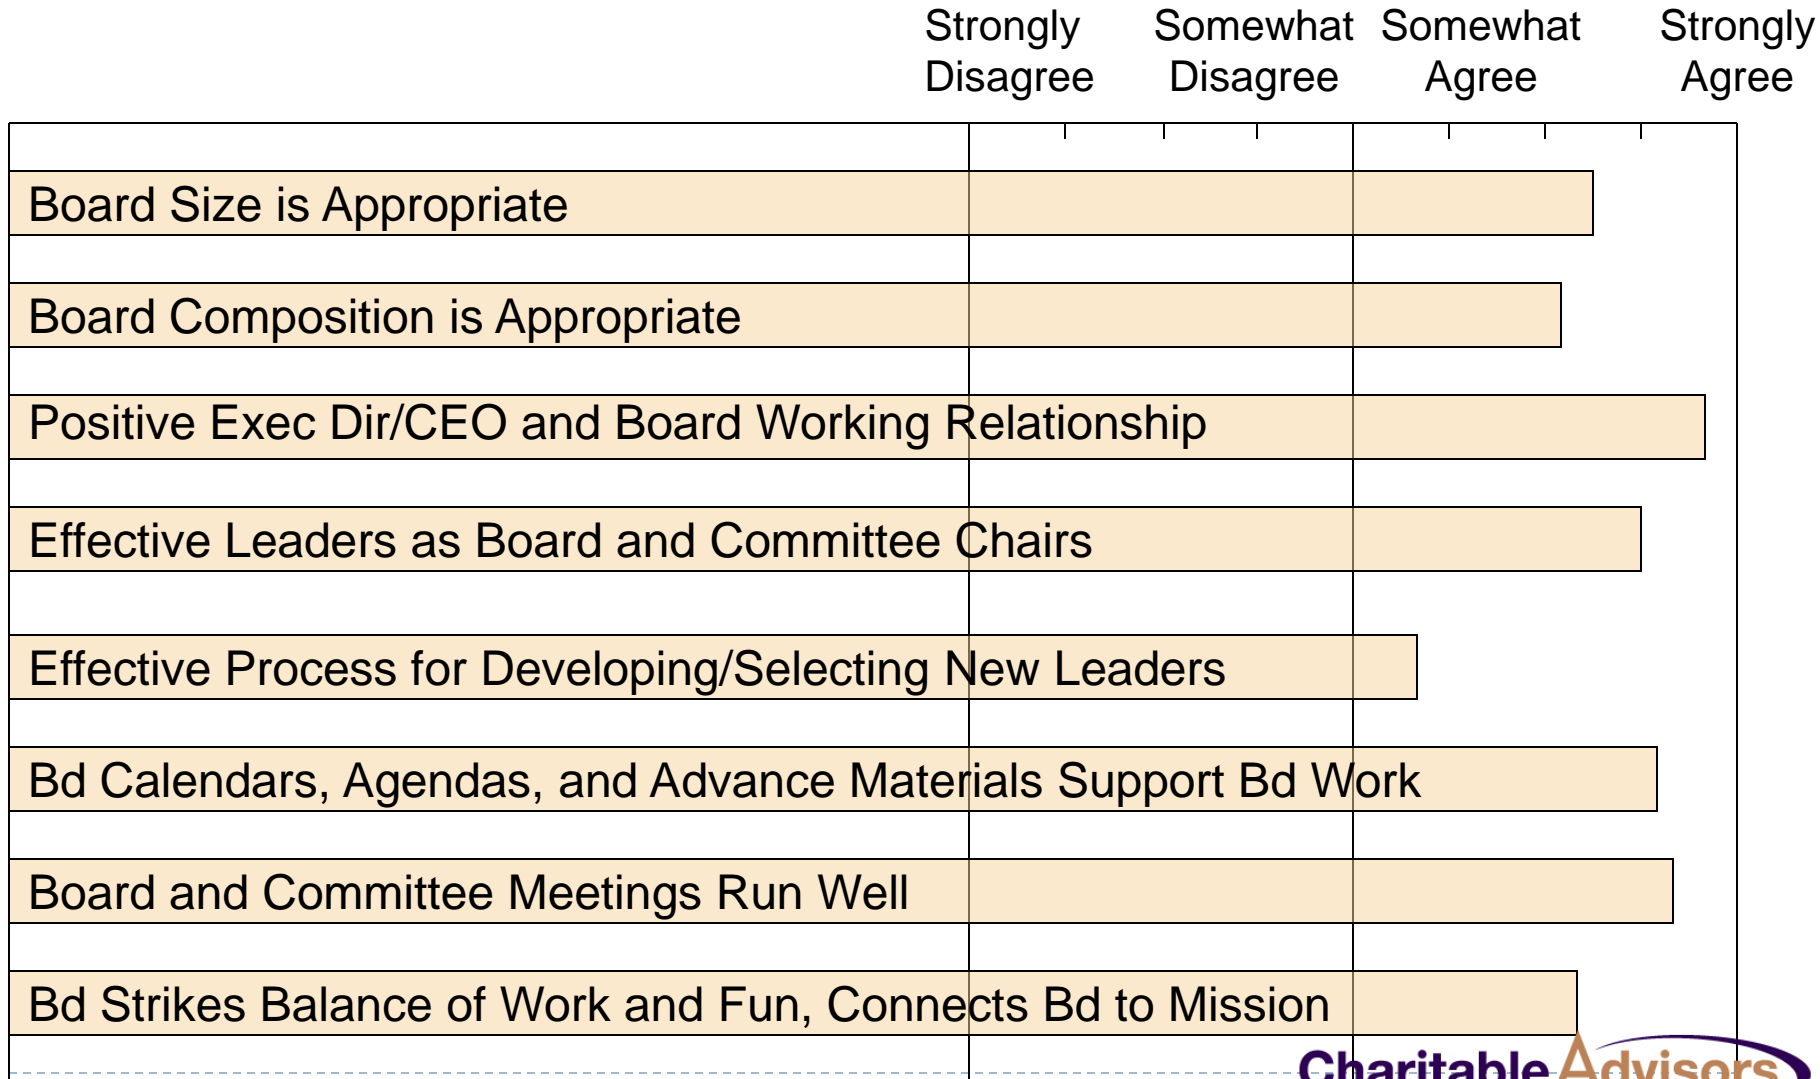 Strongly Somewhat Somewhat Strongly
Disagree Disagree Agree Agree
Board Size is Appropriate
Board Composition is Appropriate
Positive Exec Dir/CEO and Board Working Relationship
Effective Leaders as Board and Committee Chairs
Effective Process for Developing/Selecting New Leaders
Bd Calendars, Agendas, and Advance Materials Support Bd Work
Board and Committee Meetings Run Well
Bd Strikes Balance of Work and Fun, Connects Bd to Mission
Charitable Advisors